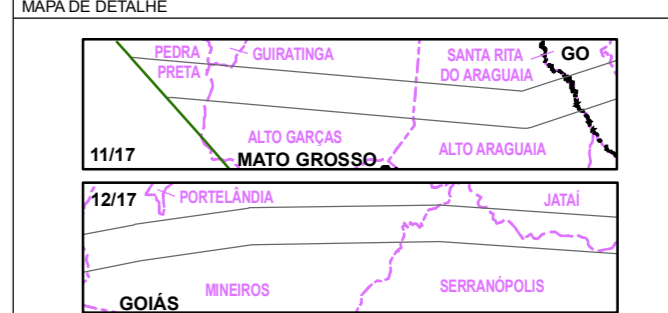 MAPA DE DETALHE
PEDRA
PRETA
GUIRATINGA
SANTA RITA
DO ARAGUAIA
GO
ALTO GARÇAS
ALTO ARAGUAIA
11/17
MATO GROSSO
12/17
PORTELÂNDIA
JATAÍ
MINEIROS
SERRANÓPOLIS
GOIÁS